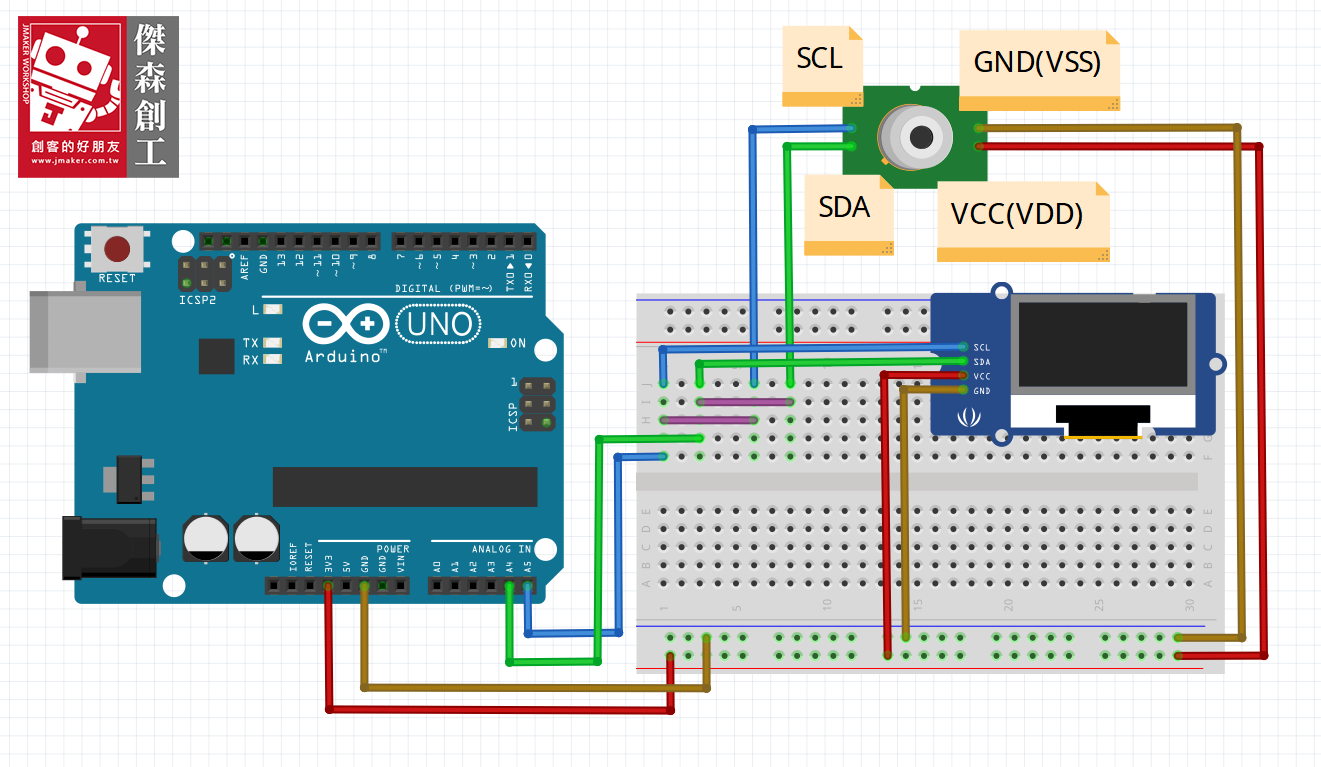 JMAKER WORKSHOP
傑森創工
創客的好朋友
www.jmaker.com.tw
SCL
GND(VSS)
SDA
VCC(VDD)
RESET
ICSP2
AREF
GND
13
12
~11
~10
~9
8
7
~6
~5
4
~3
2
TX0▶1
RX0◀0
DIGITAL (PWM=~)
L
TX
RX
Arduino™
UNO
ON
1
ICSP
IOREF
RESET
3V3
5V
GND
GND
VIN
POWER
ANALOG IN
A0
A1
A2
A3
A4
A5
SCL
SDA
VCC
GND
J
I
H
G
F
E
D
C
B
A
F
E
D
C
B
A
1
5
10
15
20
25
30